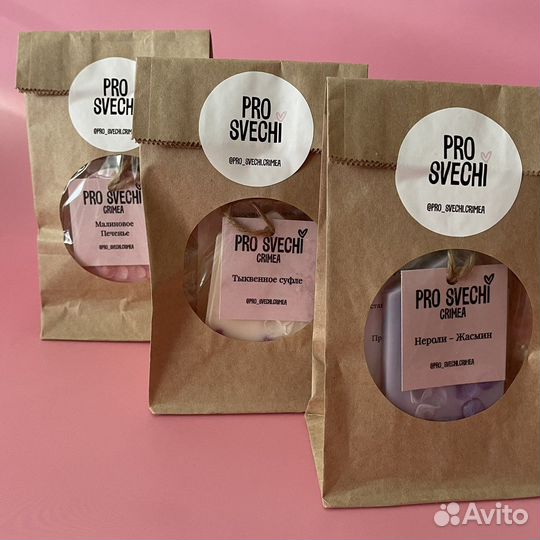 PRO
SVECHI
@PRO_SVECHI.CRIMEA
PRO SVECHI
CRIMEA
Малиновое
Печенье
@PRO_SVECHI.CRIMEA
PRO
SVECHI
@PRO_SVECHI.CRIMEA
PRO SVECHI
CRIMEA
Тыквенное суфле
@PRO_SVECHI.CRIMEA
PRO
SVECHI
@PRO_SVECHI.CRIMEA
PRO SVECHI
CRIMEA
Нероли - Жасмин
@PRO_SVECHI.CRIMEA
Avito